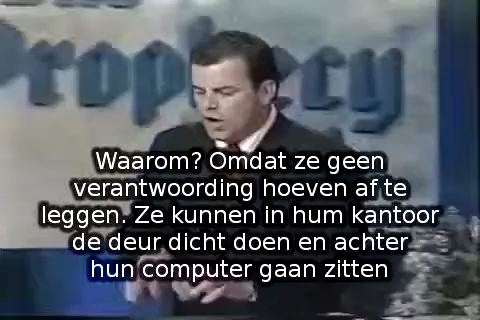 Prophecy
Waarom? Omdat ze geen
verantwoording hoeven af te
leggen. Ze kunnen in hum kantoor
de deur dicht doen en achter
hun computer gaan zitten